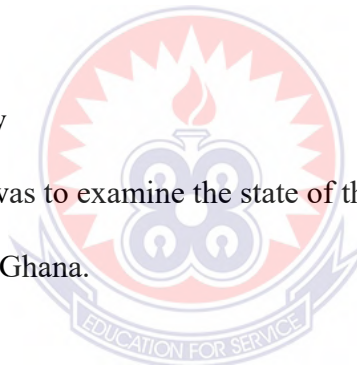 y
was to examine the state of th
Ghana.
EDUCATION FOR SERVICE